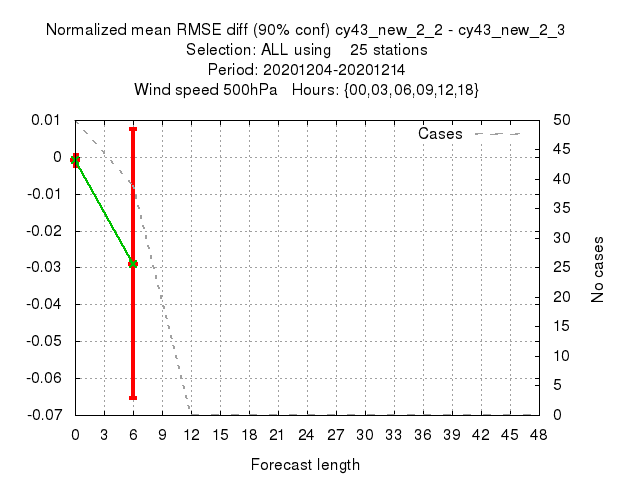 Normalized mean RMSE diff (90% conf) cy43_new_2_2 - cy43_new_2_3
Selection: ALL using    25 stations
Period: 20201204-20201214
Wind speed 500hPa   Hours: {00,03,06,09,12,18}
Cases
0.01
0
-0.01
-0.02
-0.03
-0.04
-0.05
-0.06
-0.07
50
45
40
35
30
25
20
15
10
5
0
No cases
0 3 6 9 12 15 18 21 24 27 30 33 36 39 42 45 48
Forecast length